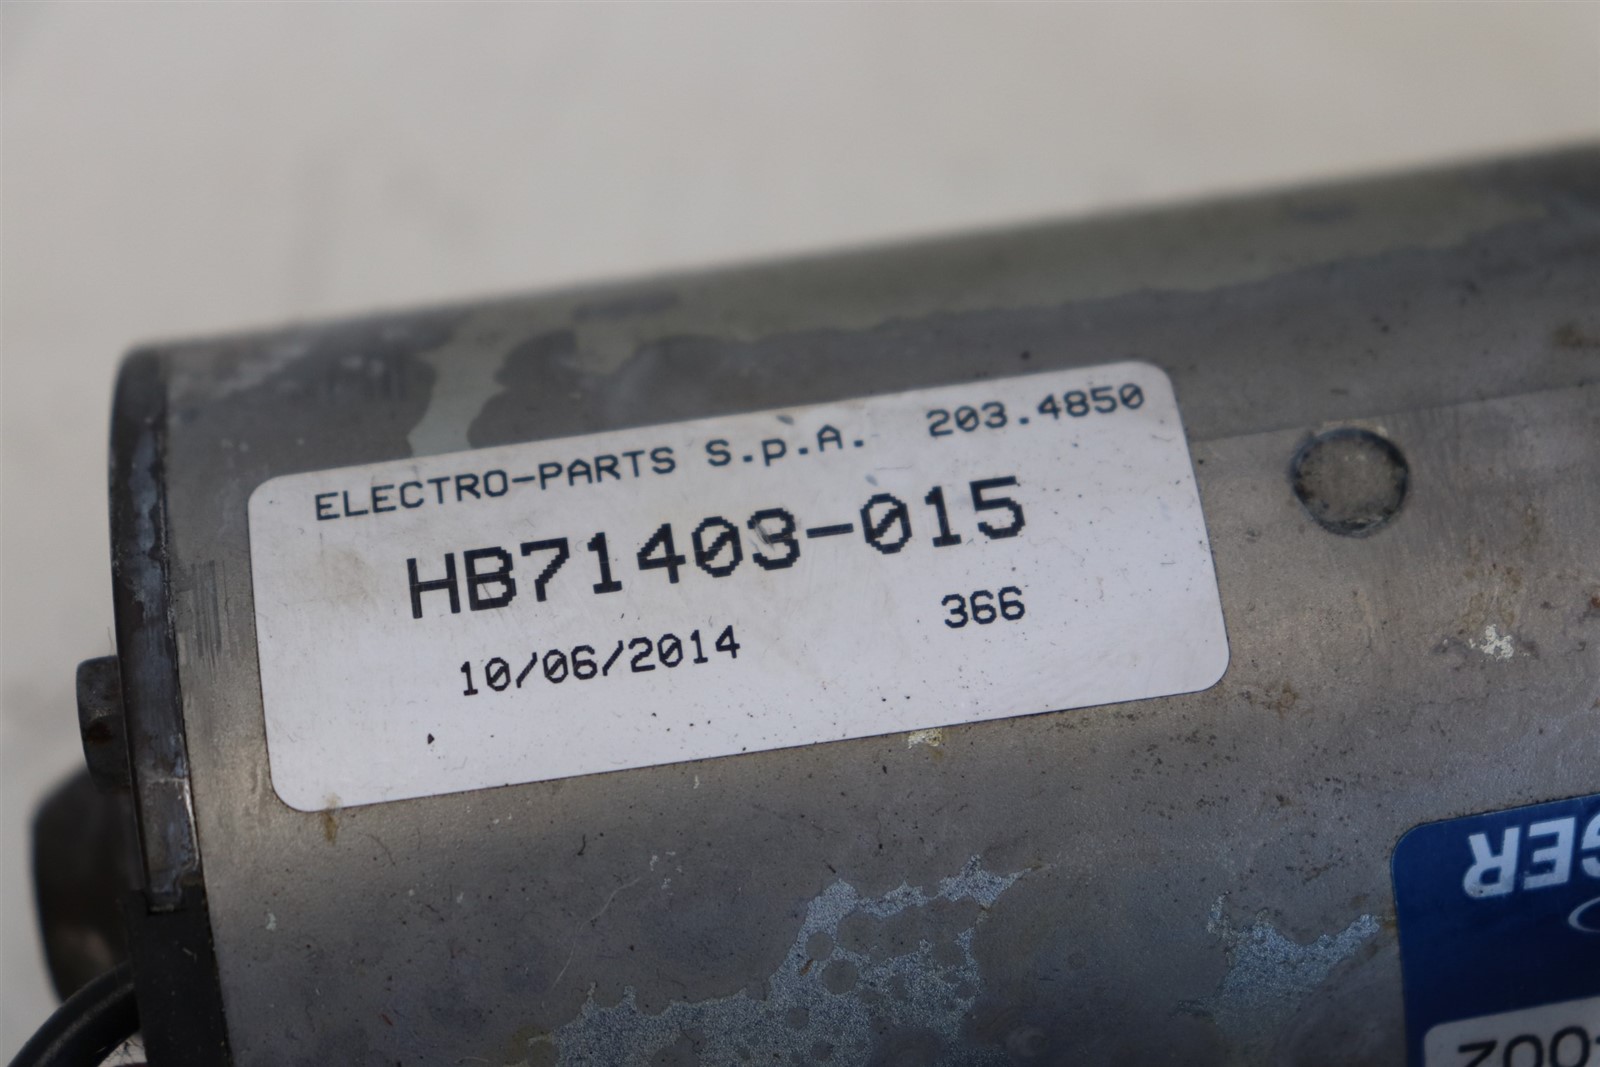 ELECTRO-PARTS S.p.A. 203.4850
HB71403-015
10/06/2014 366